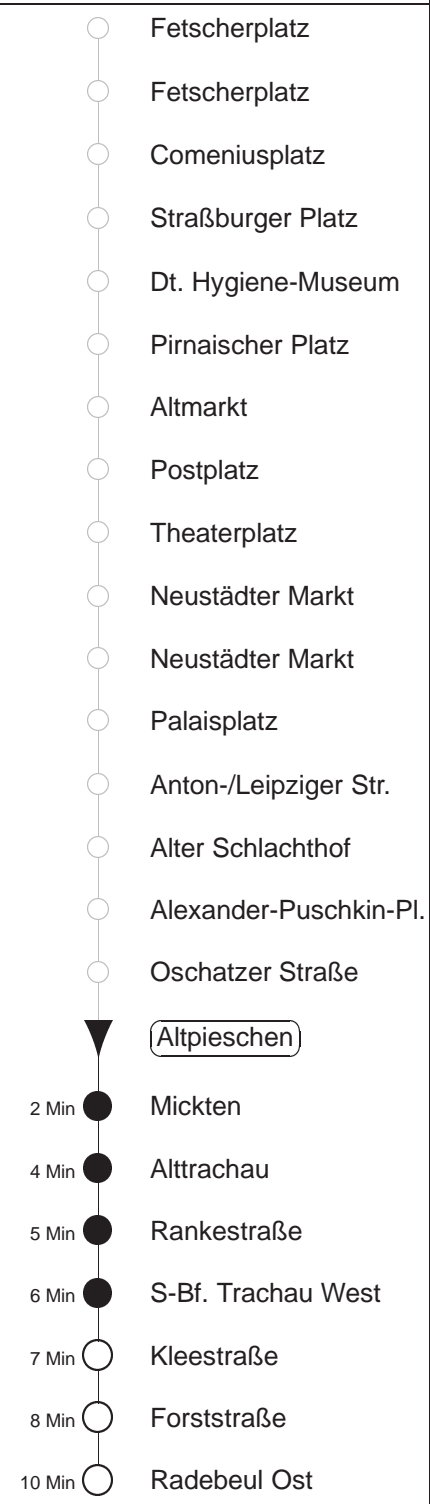 Fetscherplatz
Fetscherplatz
Comeniusplatz
Straßburger Platz
Dt. Hygiene-Museum
Pirnaischer Platz
Altmarkt
Postplatz
Theaterplatz
Neustädter Markt
Neustädter Markt
Palaisplatz
Anton-/Leipziger Str.
Alter Schlachthof
Alexander-Puschkin-Pl.
Oschatzer Straße
Altpieschen
2 Min Mickten
4 Min Alttrachau
5 Min Rankestraße
6 Min S-Bf. Trachau West
7 Min Kleestraße
8 Min Forststraße
10 Min Radebeul Ost